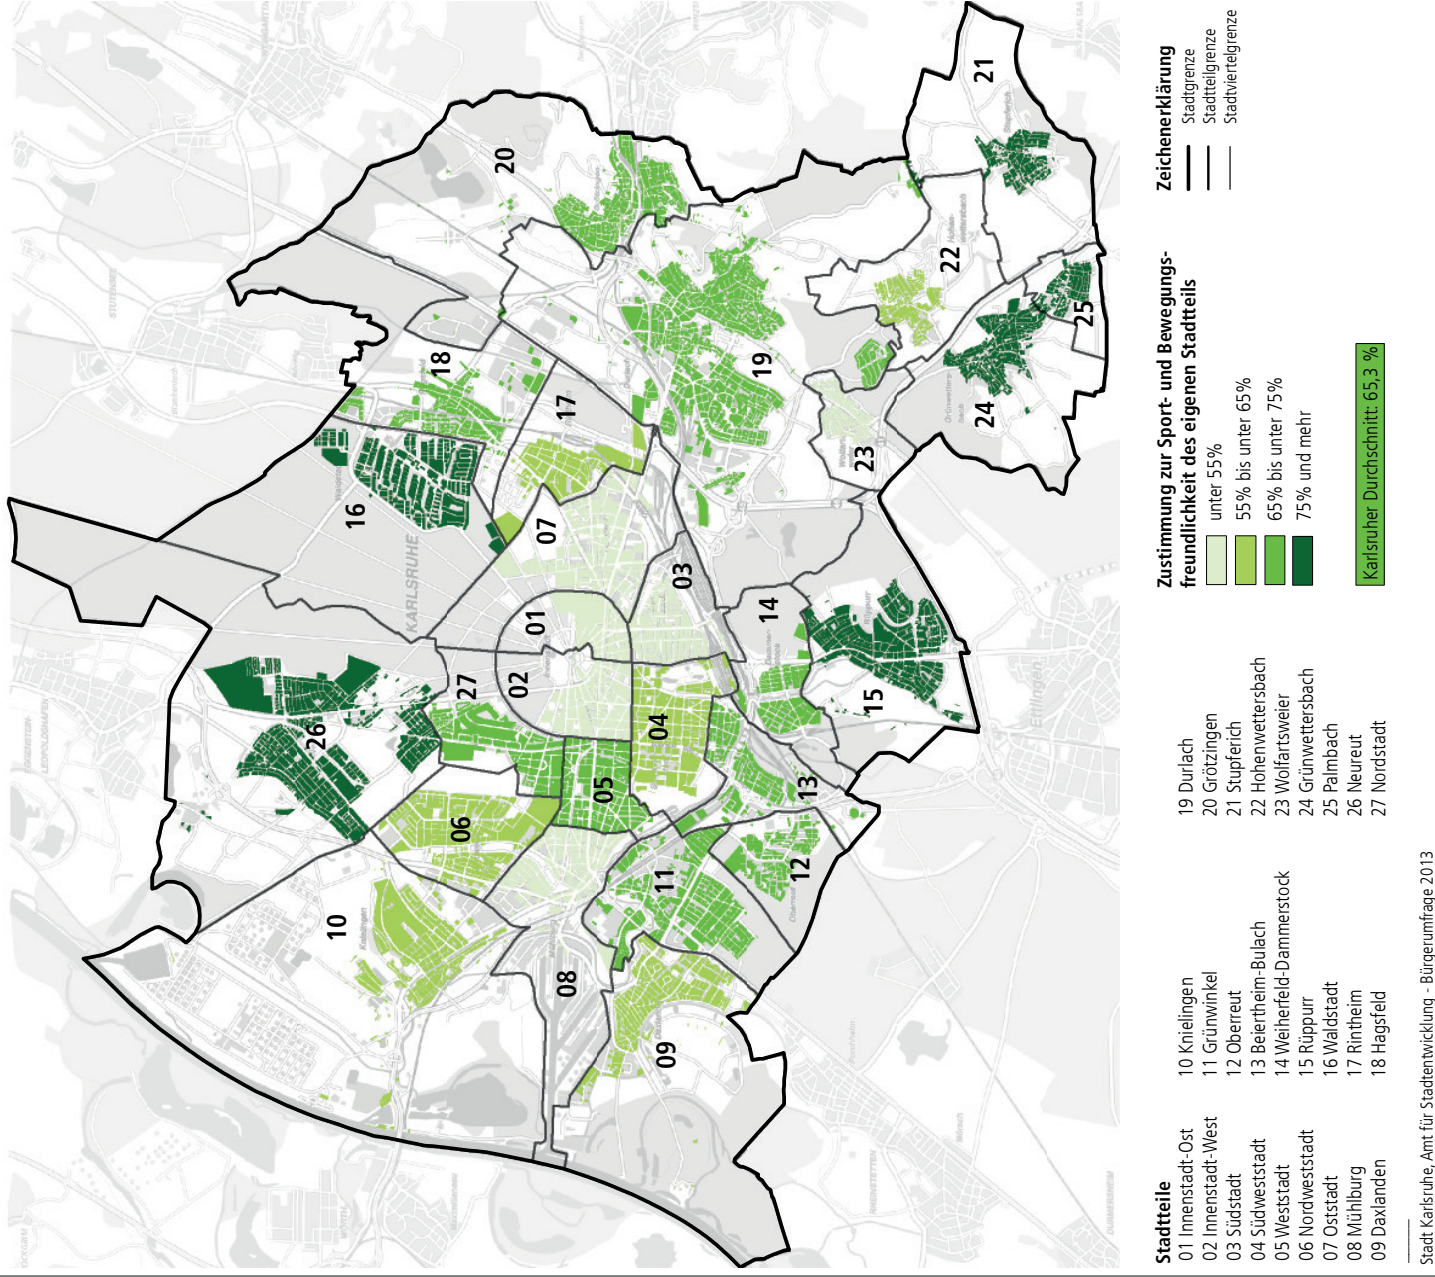 KARLSRUHE
01
02
03
04
05
06
07
08
09
10
11
12
13
14
15
16
17
18
19
20
21
22
23
24
25
26
27
Ettlingen
Knielingen
Stadtteile
01 Innenstadt-Ost
02 Innenstadt-West
03 Südstadt
04 Südweststadt
05 Weststadt
06 Nordweststadt
07 Oststadt
08 Mühlburg
09 Daxlanden
10 Knielingen
11 Grünwinkel
12 Oberreut
13 Beiertheim-Bulach
14 Weiherfeld-Dammerstock
15 Rüppurr
16 Waldstadt
17 Rintheim
18 Hagsfeld
19 Durlach
20 Grötzingen
21 Stupferich
22 Hohenwettersbach
23 Wolfartsweier
24 Grünwettersbach
25 Palmbach
26 Neureut
27 Nordstadt
Zustimmung zur Sport- und Bewegungs-
freundlichkeit des eigenen Stadtteils
unter 55%
55% bis unter 65%
65% bis unter 75%
75% und mehr
Karlsruher Durchschnitt: 65,3 %
Zeichenerklärung
Stadtgrenze
Stadtteilgrenze
Stadtviertelgrenze
Stadt Karlsruhe, Amt für Stadtentwicklung - Bürgerumfrage 2013